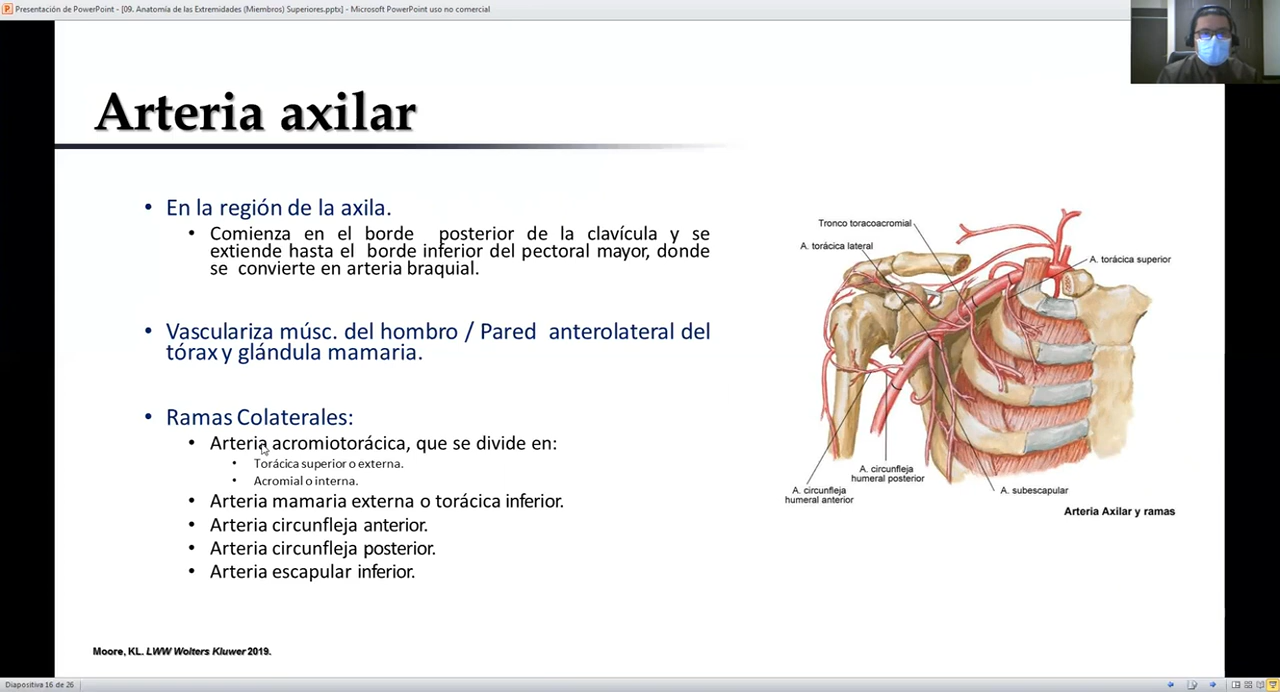 Presentación de PowerPoint - [09. Anatomía de las Extremidades (Miembros) Superiores.pptx] - Microsoft PowerPoint uso no comercial
Arteria axilar
• En la región de la axila.
• Comienza en el borde posterior de la clavícula y se
extiende hasta el borde inferior del pectoral mayor, donde
se convierte en arteria braquial.
• Vasculariza músc. del hombro / Pared anterolateral del
tórax y glándula mamaria.
• Ramas Colaterales:
• Arteria acromiotorácica, que se divide en:
• Torácica superior o externa.
• Acromial o interna.
• Arteria mamaria externa o torácica inferior.
• Arteria circunfleja anterior.
• Arteria circunfleja posterior.
• Arteria escapular inferior.
Tronco toracoacromial
A. torácica lateral
A. torácica superior
A. circunfleja
humeral posterior
A. circunfleja
humeral anterior
A. subescapular
Arteria Axilar y ramas
Moore, KL. LWW Wolters Kluwer 2019.
Diapositiva 16 de 26